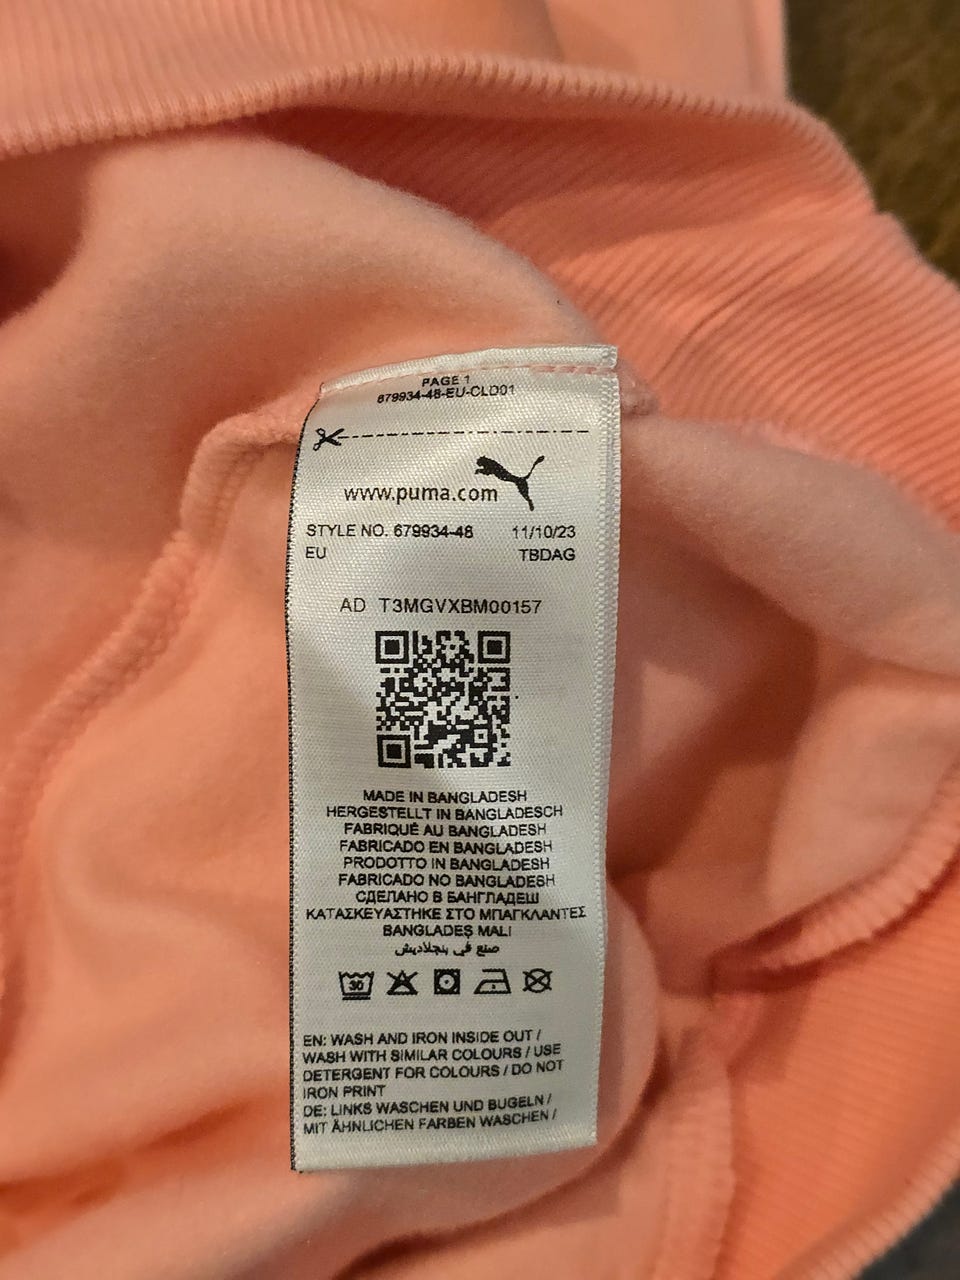 PAGE 1
679934-48-EU-CLD01
www.puma.com
STYLE NO. 679934-48 11/10/23
EU TBDAG
AD T3MGVXBM00157
MADE IN BANGLADESH
HERGESTELLT IN BANGLADESCH
FABRIQUÉ AU BANGLADESH
FABRICADO EN BANGLADESH
PRODOTTO IN BANGLADESH
FABRICADO NO BANGLADESH
СДЕЛАНО В БАНГЛАДЕШ
ΚΑΤΑΣΚΕΥΑΣΤΗΚΕ ΣΤΟ ΜΠΑΓΚΛΑΝΤΕΣ
BANGLADEŞ MALI
صنع في بنجلاديش
30
EN: WASH AND IRON INSIDE OUT /
WASH WITH SIMILAR COLOURS / USE
DETERGENT FOR COLOURS / DO NOT
IRON PRINT
DE: LINKS WASCHEN UND BÜGELN /
MIT ÄHNLICHEN FARBEN WASCHEN /